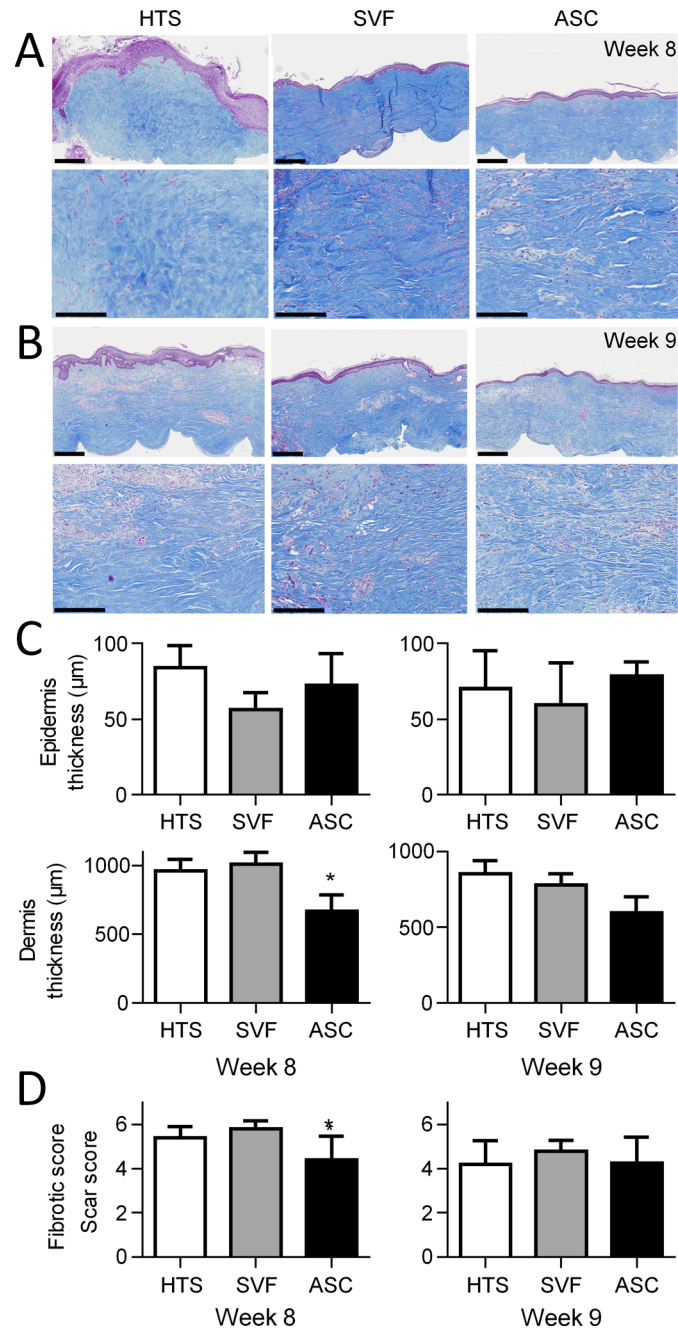 HTS SVF ASC
A
Week 8
B
Week 9
C
Epidermis
thickness (μm)
100
50
0
HTS SVF ASC
100
50
0
HTS SVF ASC
Dermis
thickness (μm)
1000
500
0
*
HTS SVF ASC
1000
500
0
HTS SVF ASC
Week 8
Week 9
D
Fibrotic score
Scar score
6
4
2
0
*
*
HTS SVF ASC
6
4
2
0
HTS SVF ASC
Week 8
Week 9